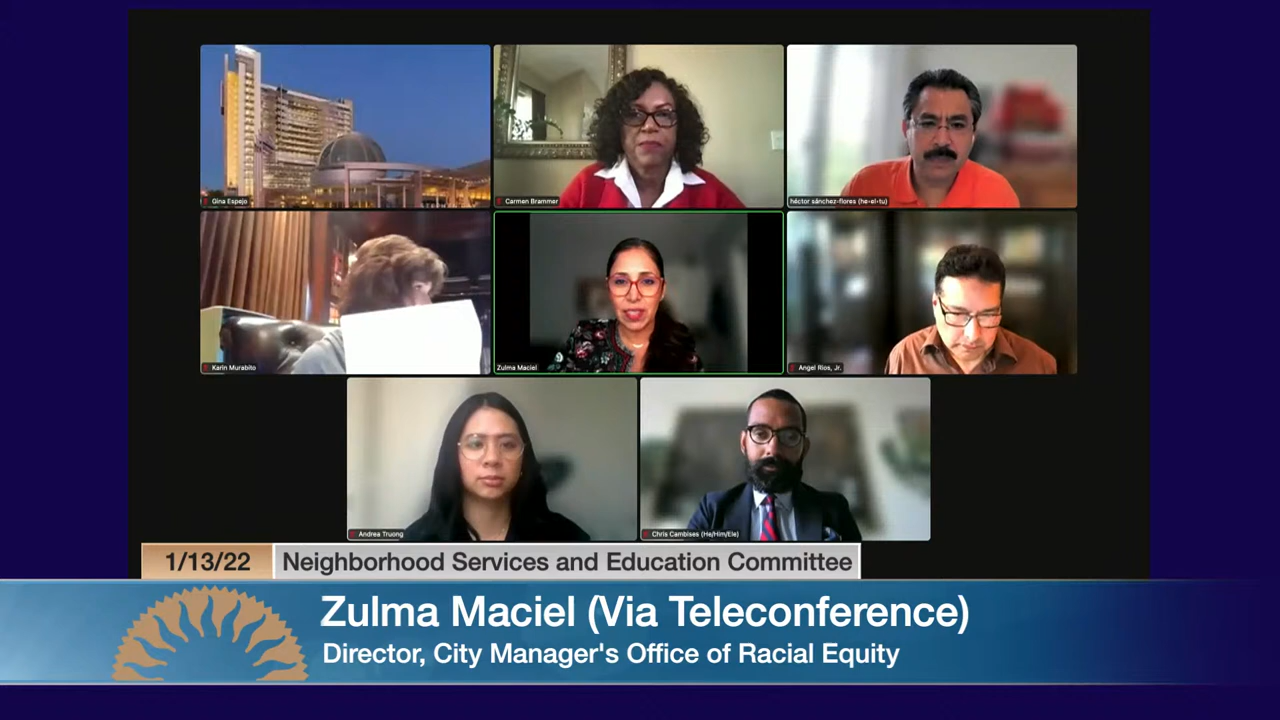 Gina Espejo
Carmen Brammer
héctor sánchez-flores (he-el-tu)
Karin Murabito
Zulma Maciel
Angel Rios, Jr.
Andrea Truong
Chris Cambises (He/Him/Ele)
1/13/22
Neighborhood Services and Education Committee
Zulma Maciel (Via Teleconference)
Director, City Manager's Office of Racial Equity